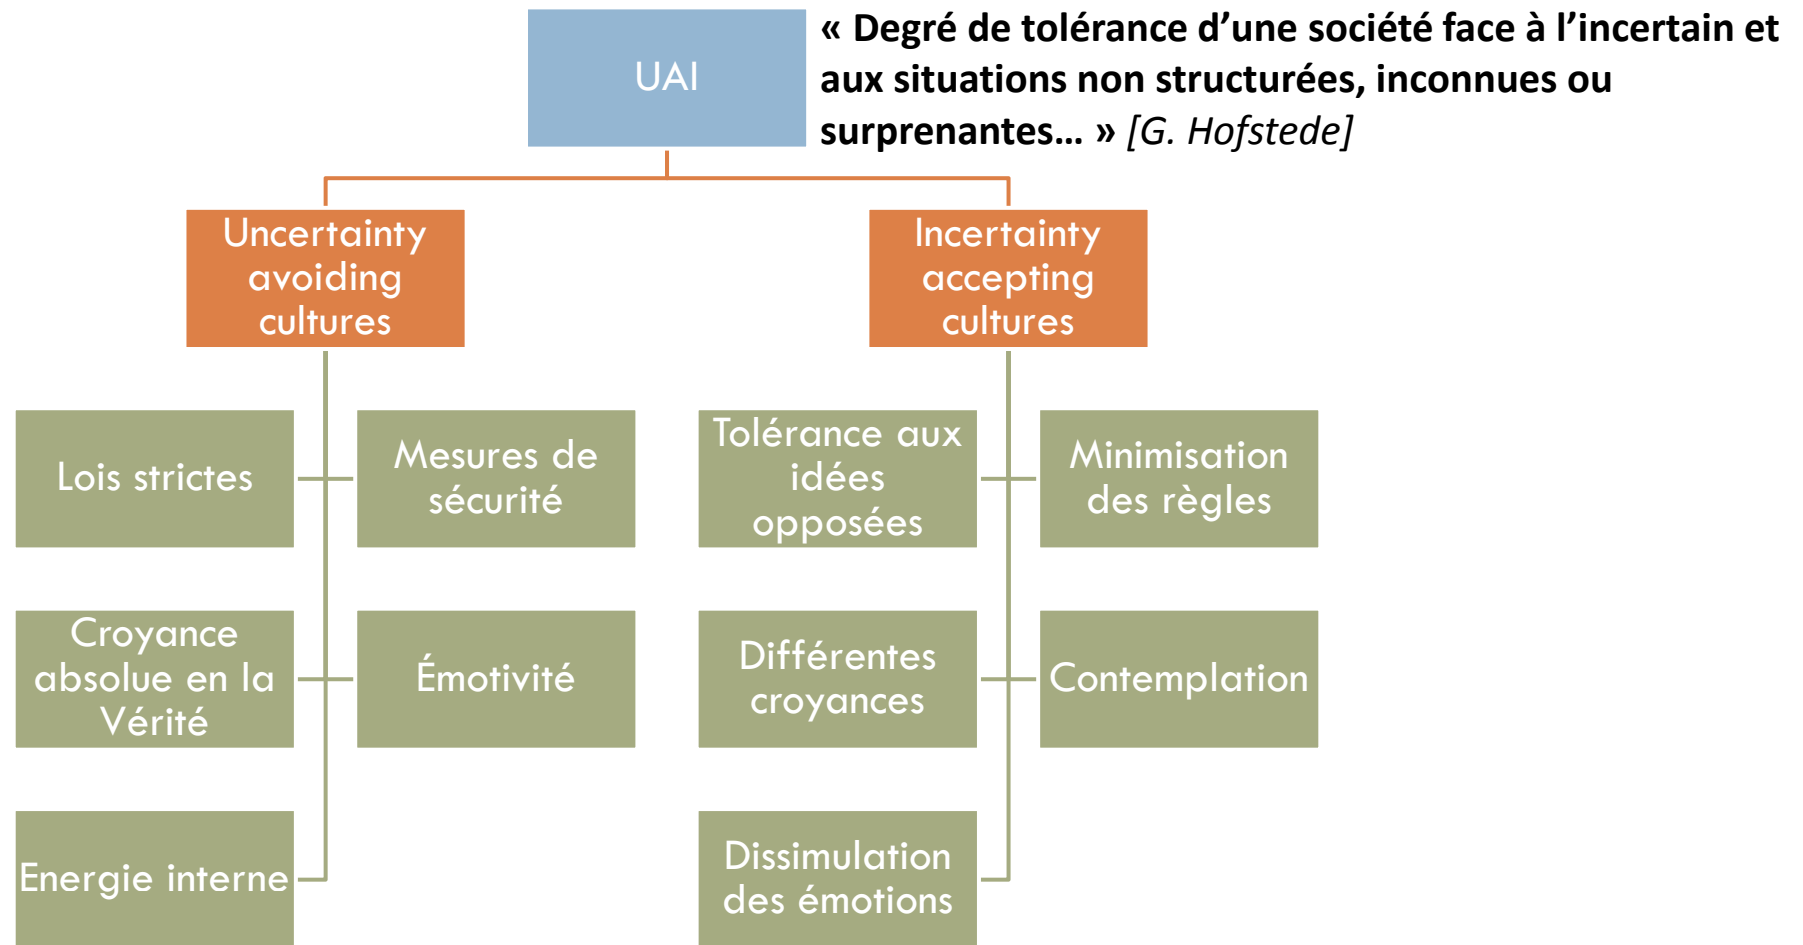 UAI
« Degré de tolérance d’une société face à l’incertain et
aux situations non structurées, inconnues ou
surprenantes… » [G. Hofstede]
Uncertainty
avoiding
cultures
Incertainty
accepting
cultures
Lois strictes
Mesures de
sécurité
Tolérance aux
idées
opposées
Minimisation
des règles
Croyance
absolue en la
Vérité
Émotivité
Différentes
croyances
Contemplation
Energie interne
Dissimulation
des émotions